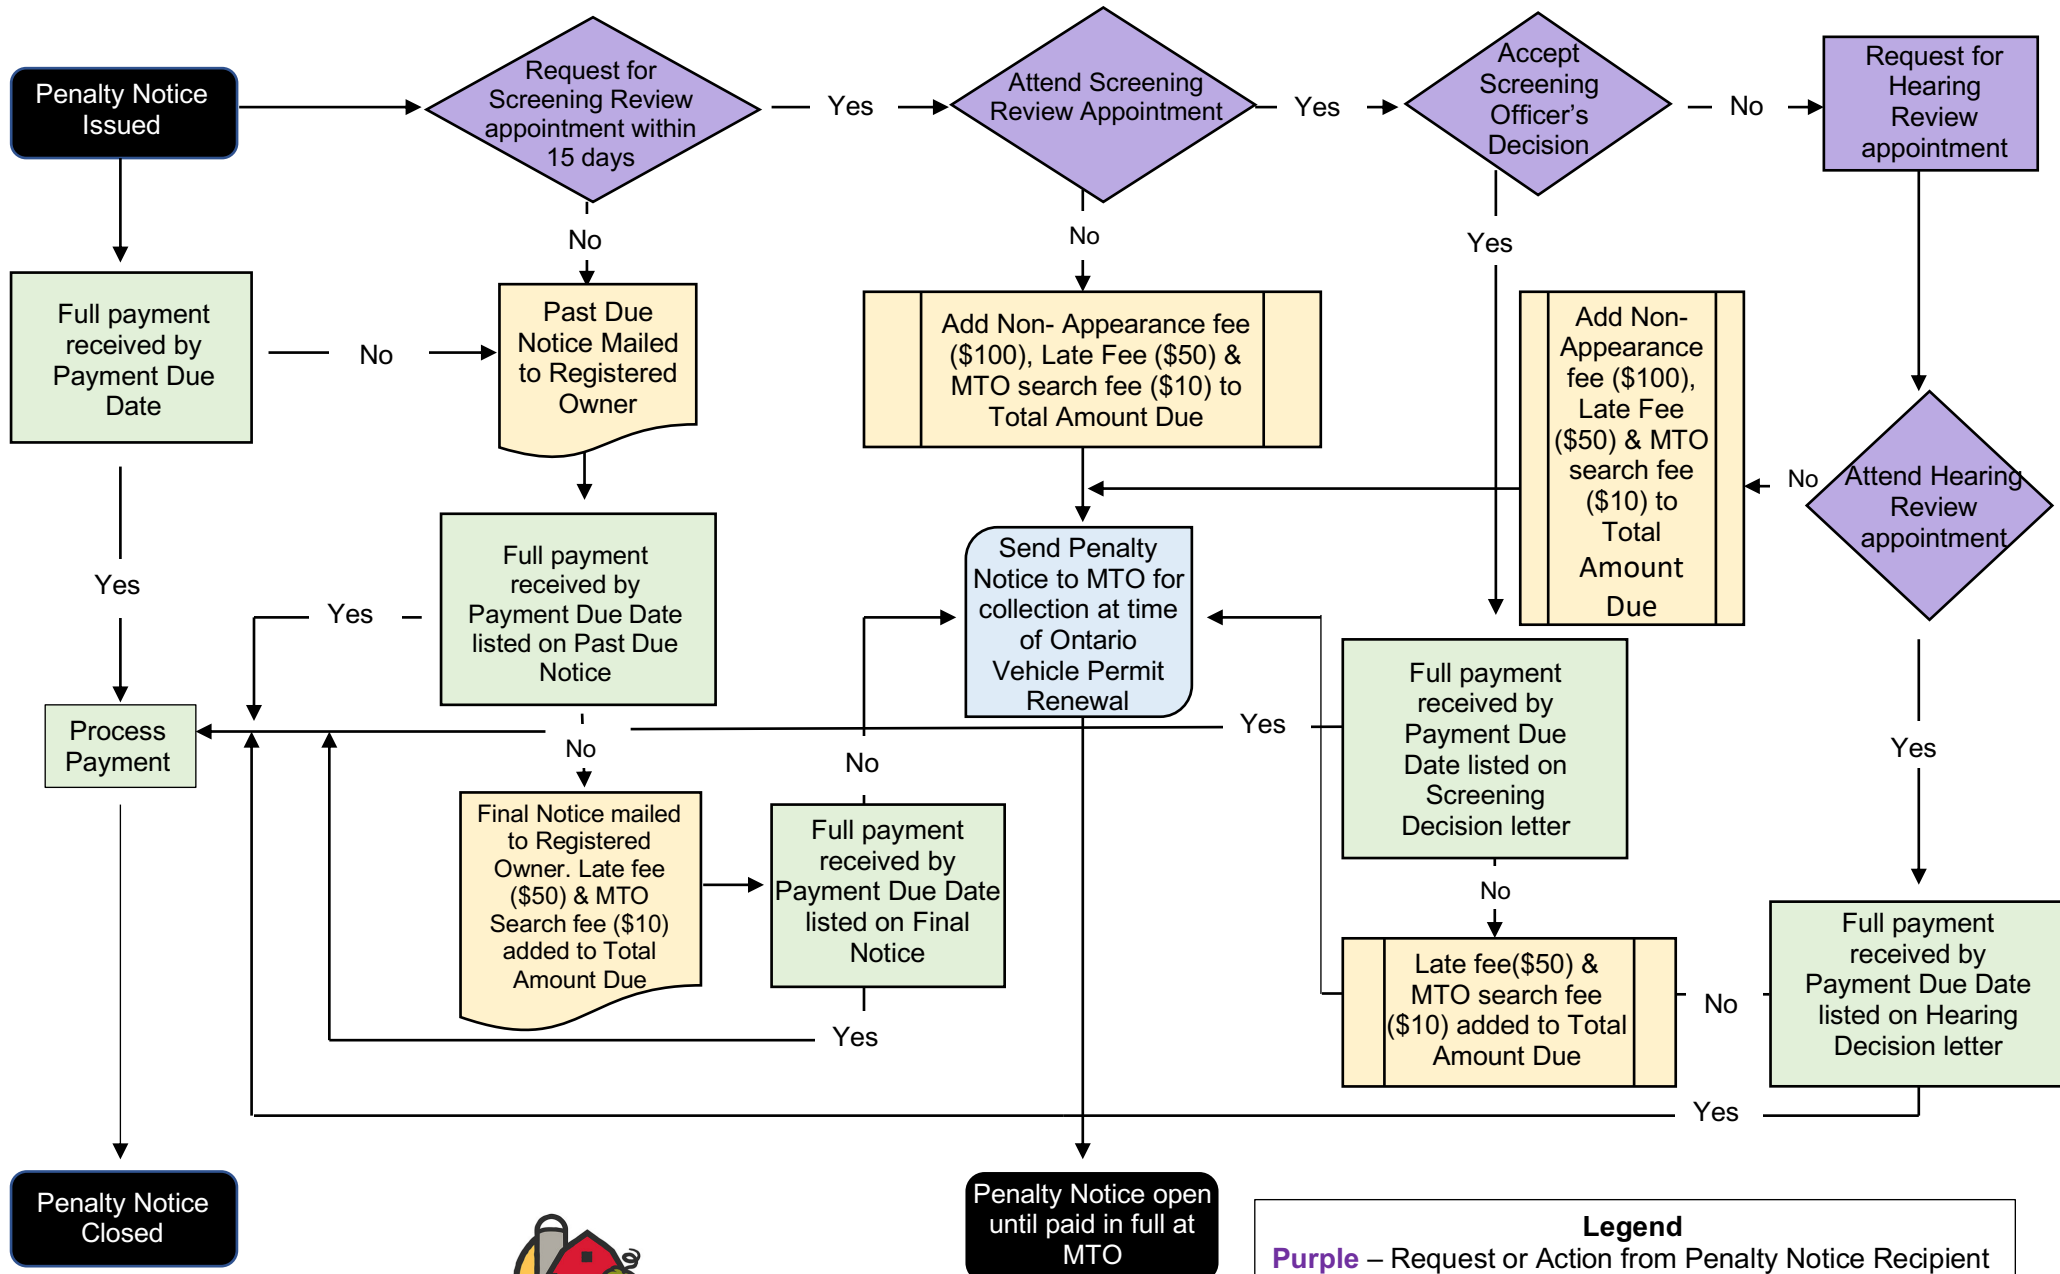 Penalty Notice
Issued
Request for
Screening Review
appointment within
15 days
Yes
Attend Screening
Review Appointment
Yes
Accept
Screening
Officer's
Decision
No
Request for
Hearing
Review
appointment
No
No
Yes
Full payment
received by
Payment Due
Date
No
Past Due
Notice Mailed
to Registered
Owner
Add Non- Appearance fee
($100), Late Fee ($50) &
MTO search fee ($10) to
Total Amount Due
Add Non-
Appearance
fee ($100),
Late Fee
($50) & MTO
search fee
($10) to
Total
Amount
Due
No
Attend Hearing
Review
appointment
Yes
Full payment
received by
Payment Due Date
listed on Past Due
Notice
Yes
Send Penalty
Notice to MTO for
collection at time
of Ontario
Vehicle Permit
Renewal
Full payment
received by
Payment Due
Date listed on
Screening
Decision letter
Yes
Yes
Process
Payment
No
No
Final Notice mailed
to Registered
Owner. Late fee
($50) & MTO
Search fee ($10)
added to Total
Amount Due
Full payment
received by
Payment Due Date
listed on Final
Notice
Yes
No
Late fee($50) &
MTO search fee
($10) added to Total
Amount Due
No
Full payment
received by
Payment Due Date
listed on Hearing
Decision letter
Yes
Penalty Notice
Closed
Penalty Notice open
until paid in full at
MTO
Legend
Purple – Request or Action from Penalty Notice Recipient